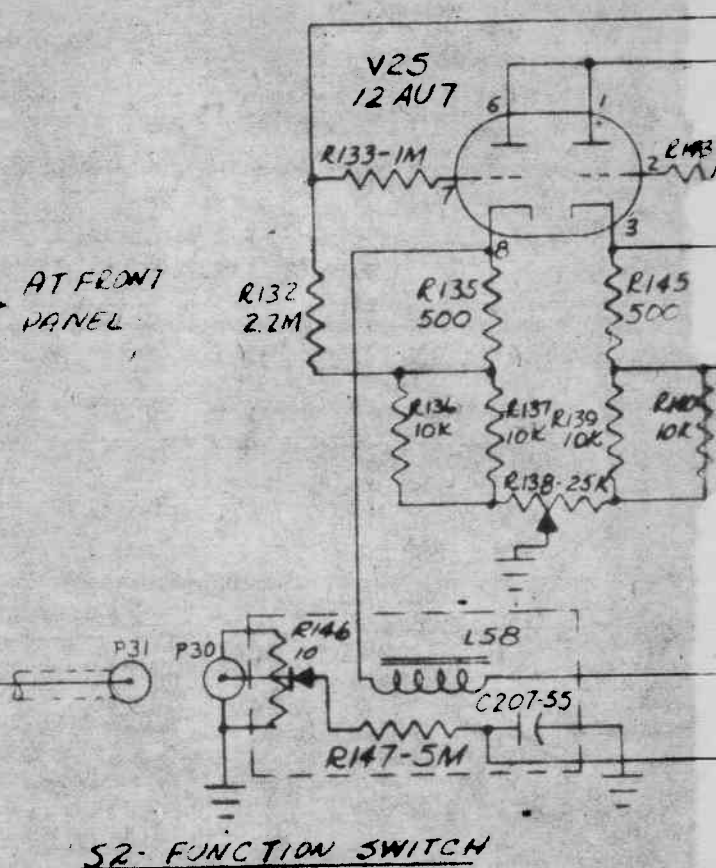 V25
12AU7
6
1
R133-1M
7
2
8
3
AT FRONT
PANEL
R132
2.2M
R135
500
R145
500
R136
10K
R137
10K
R139
10K
R140
10K
R138-25K
P31
P30
R146
10
L58
C207-55
R147-5M
S2- FUNCTION SWITCH